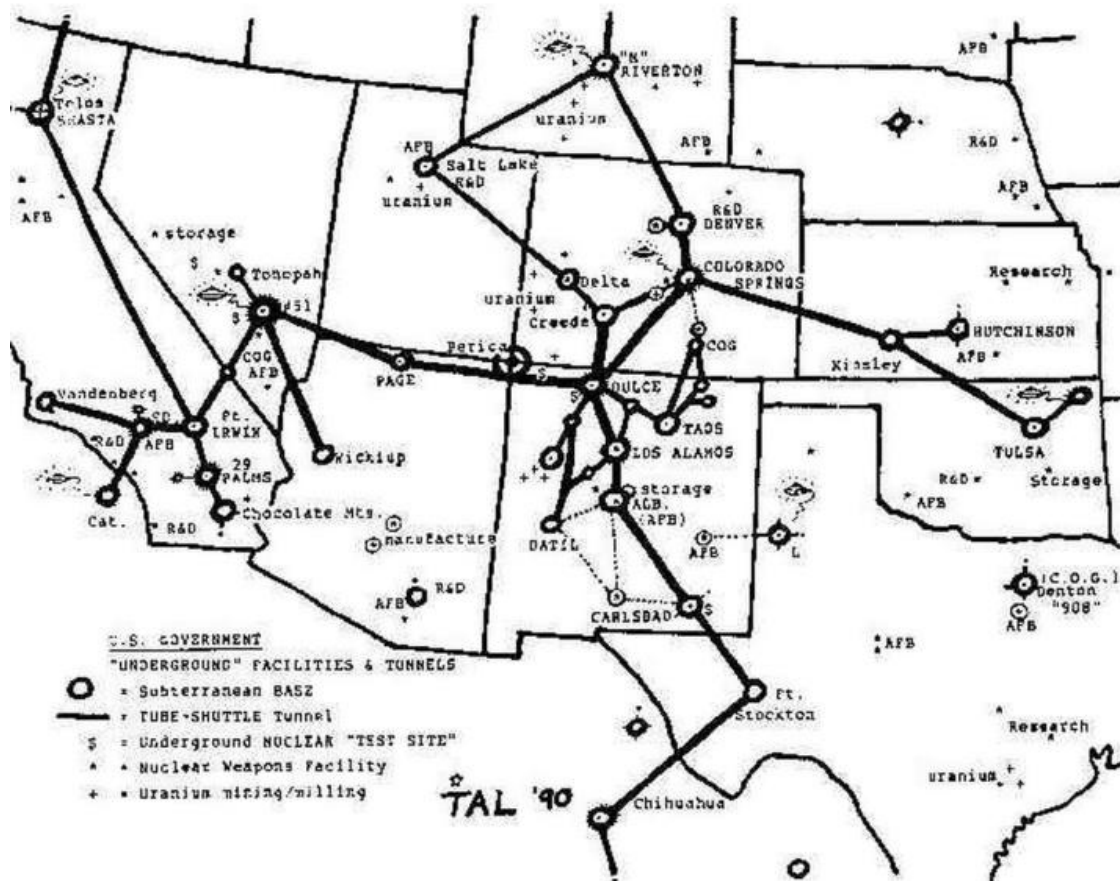 "N"
RIVERTON
AFB
uranium
R&D
AFB
Telos
SHASTA
AFB
AFB
Salt Lake
R&D
uranium
AFB
R&D
DENVER
storage
$
Tonopah
$
51
Delta
uranium
Creede
COLORADO
SPRINGS
Research
COG
AFB
PAGE
$
DULCE
$
COG
Kinsley
HUTCHINSON
AFB
Vandenberg
R&D
AFB
Ft.
IRWIN
Wickiup
TAOS
LOS ALAMOS
TULSA
Storage
29
PALMS
Cat.
R&D
Chocolate Mts.
manufacture
storage
ALB.
(AFB)
DATIL
AFB
L
R&D
AFB
AFB
R&D
CARLSBAD
$
(C.O.G.)
Denton
"908"
AFB
AFB
U.S. GOVERNMENT
"UNDERGROUND" FACILITIES & TUNNELS
= Subterranean BASE
= TUBE-SHUTTLE Tunnel
$ = Underground NUCLEAR "TEST SITE"
= Nuclear Weapons Facility
+ = Uranium mining/milling
Ft.
Stockton
Research
uranium
TAL '90
Chihuahua